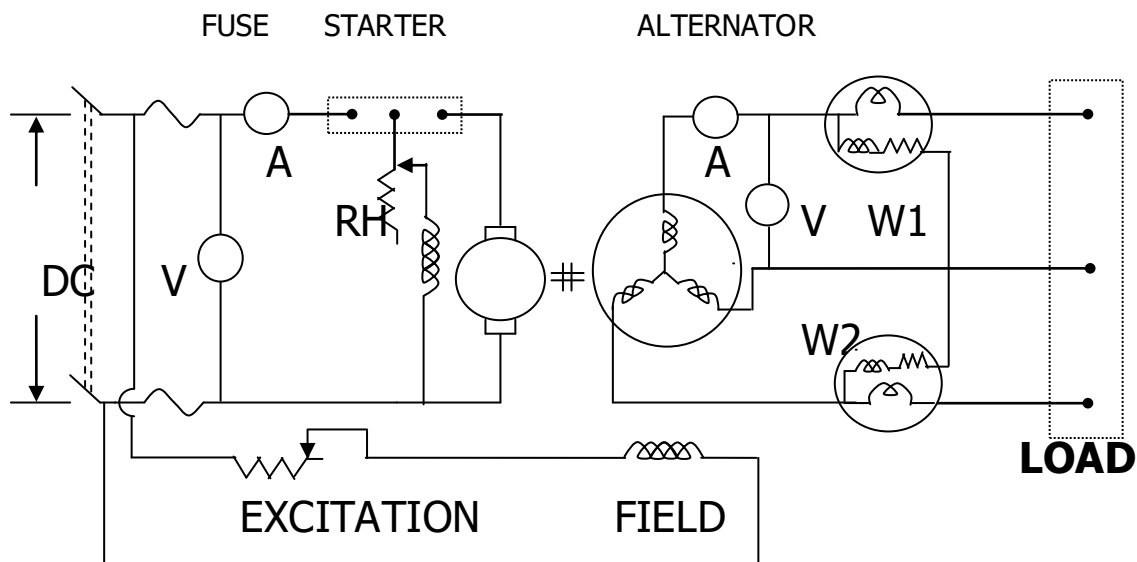 FUSE STARTER ALTERNATOR
A A
RH V W1
DC V
W2
LOAD
EXCITATION FIELD